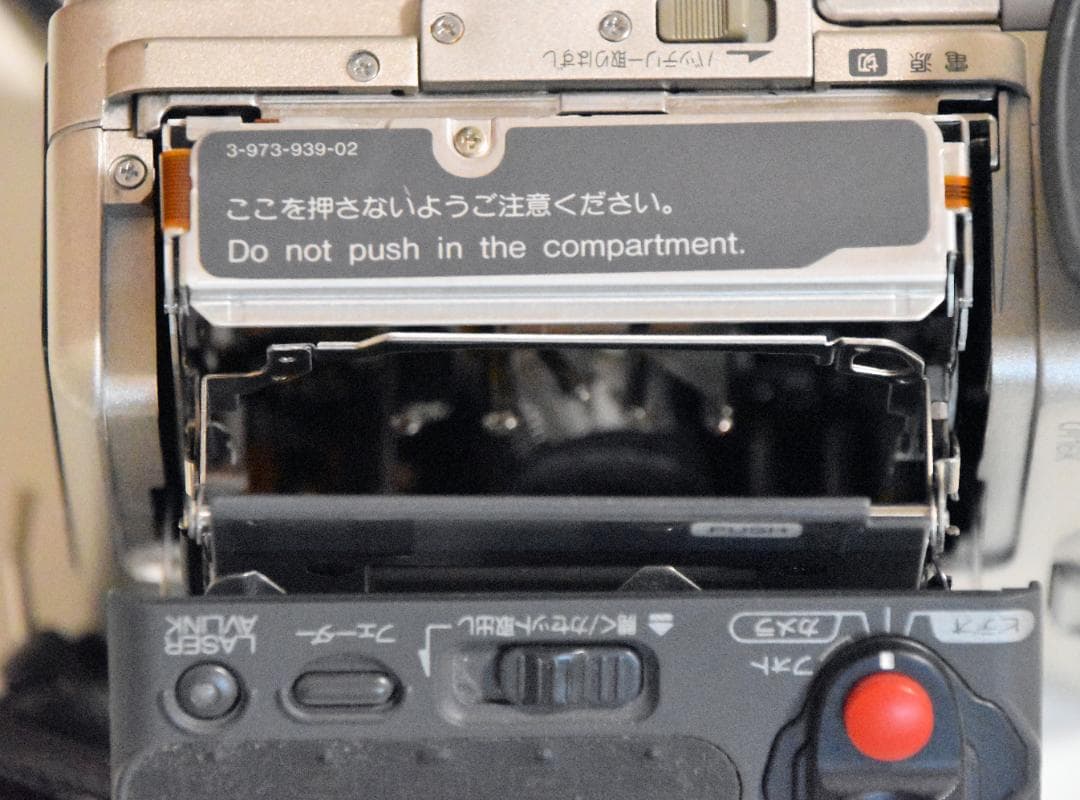 バッテリー取りはずし
電源 切
3-973-939-02
ここを押さないようご注意ください。
Do not push in the compartment.
PUSH
LASER
AV LINK
フェーダー
開く/カセット取出し
カメラ
ビデオ
フォト